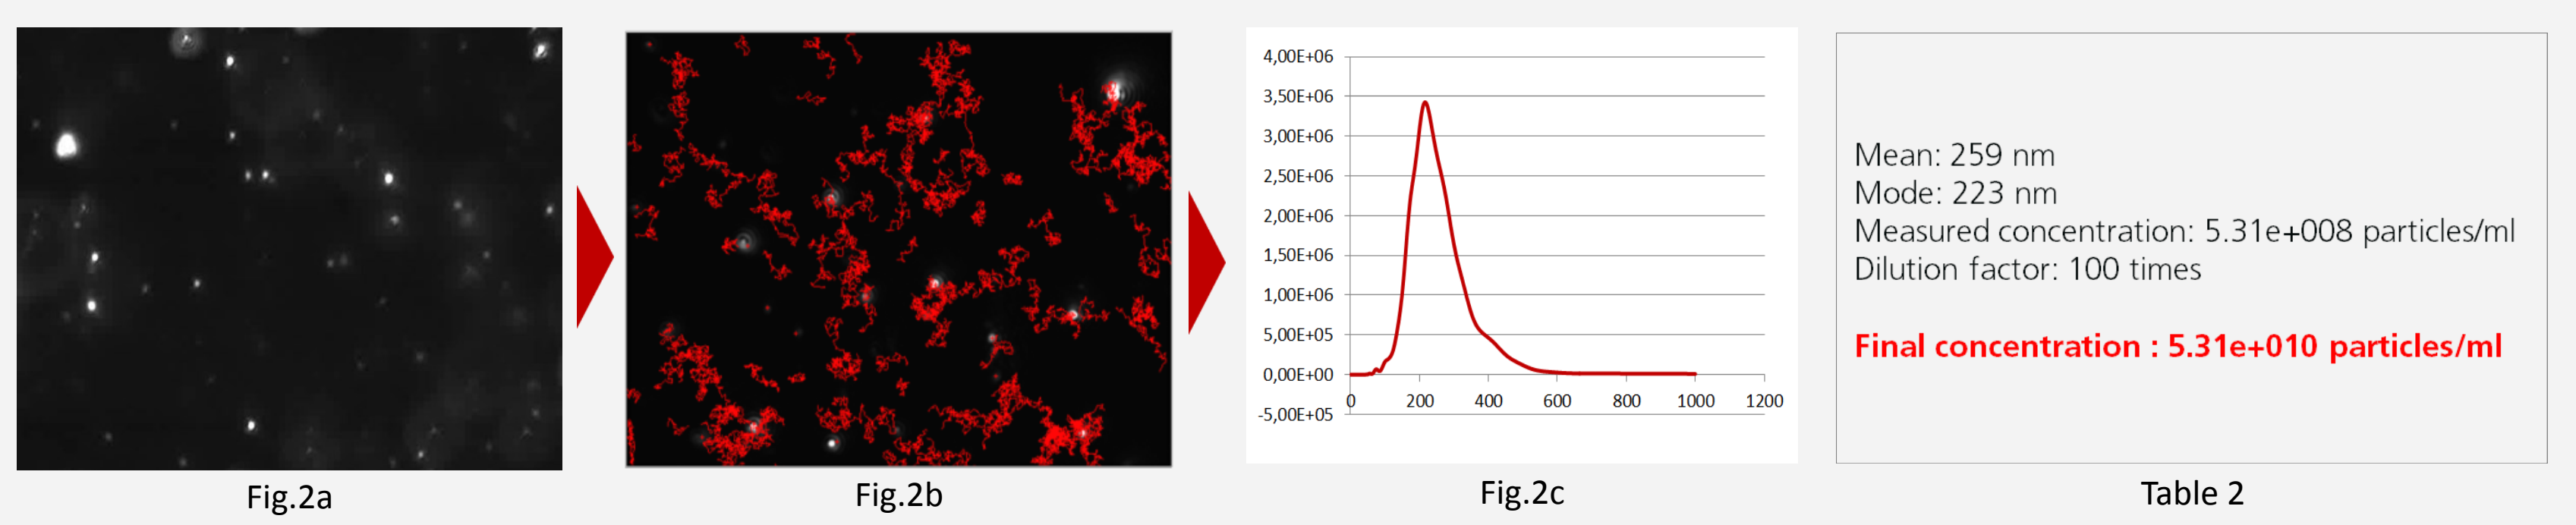 4,00E+06
3,50E+06
3,00E+06
2,50E+06
2,00E+06
1,50E+06
1,00E+06
5,00E+05
0,00E+00
-5,00E+05
0 200 400 600 800 1000 1200
Mean: 259 nm
Mode: 223 nm
Measured concentration: 5.31e+008 particles/ml
Dilution factor: 100 times
Final concentration : 5.31e+010 particles/ml
Fig.2a
Fig.2b
Fig.2c
Table 2